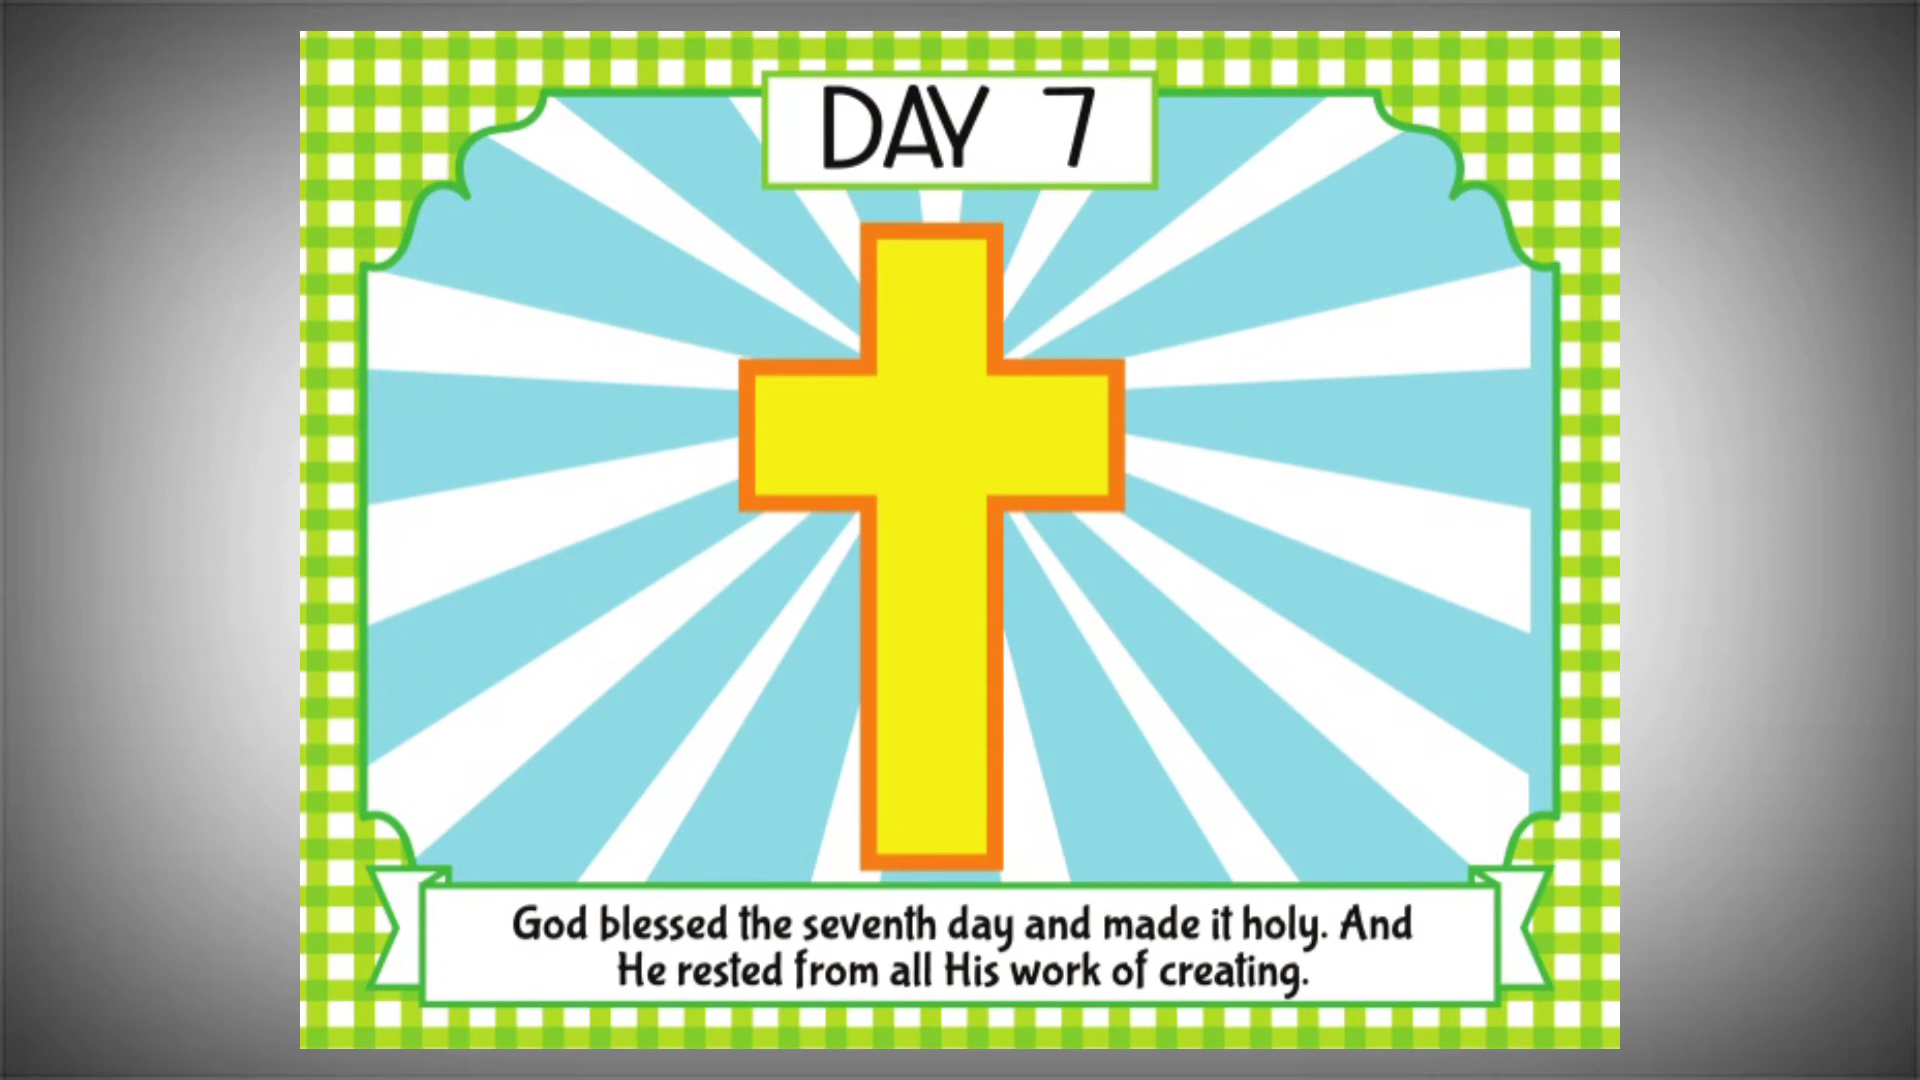 DAY 7
God blessed the seventh day and made it holy. And
He rested from all His work of creating.